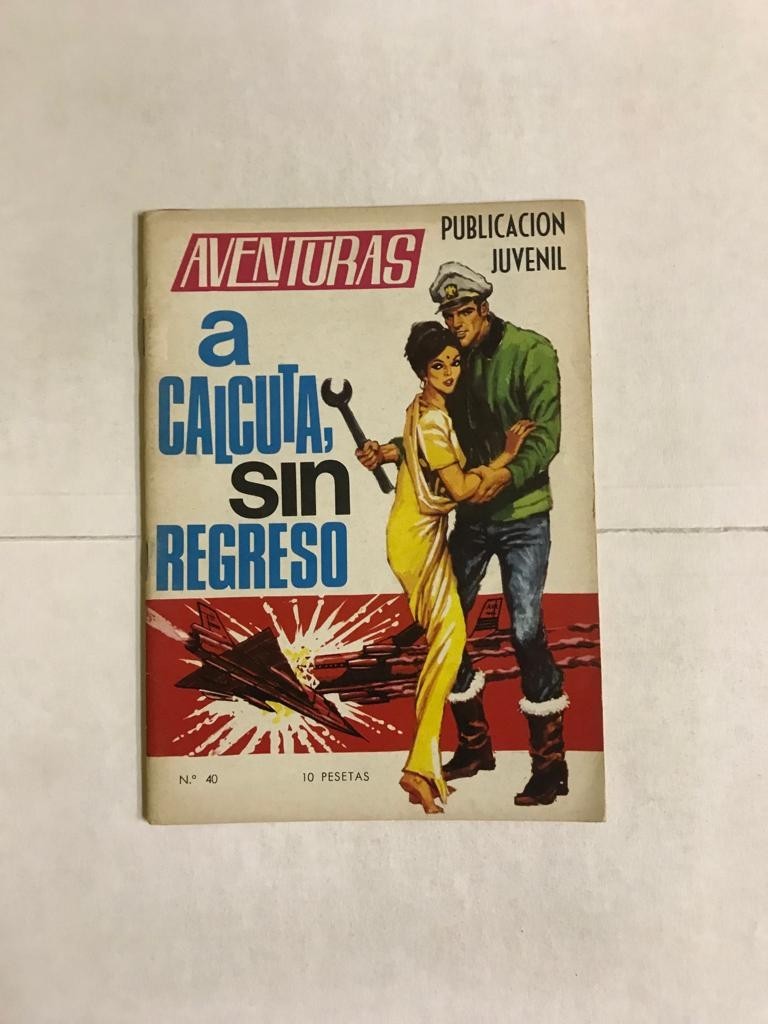 AVENTURAS
PUBLICACION
JUVENIL
a
CALCUTA,
sin
REGRESO
N.º 40
10 PESETAS